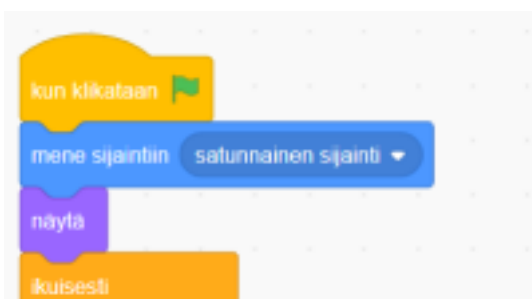 kun klikataan
mene sijaintiin satunnainen sijainti
näytä
ikuisesti